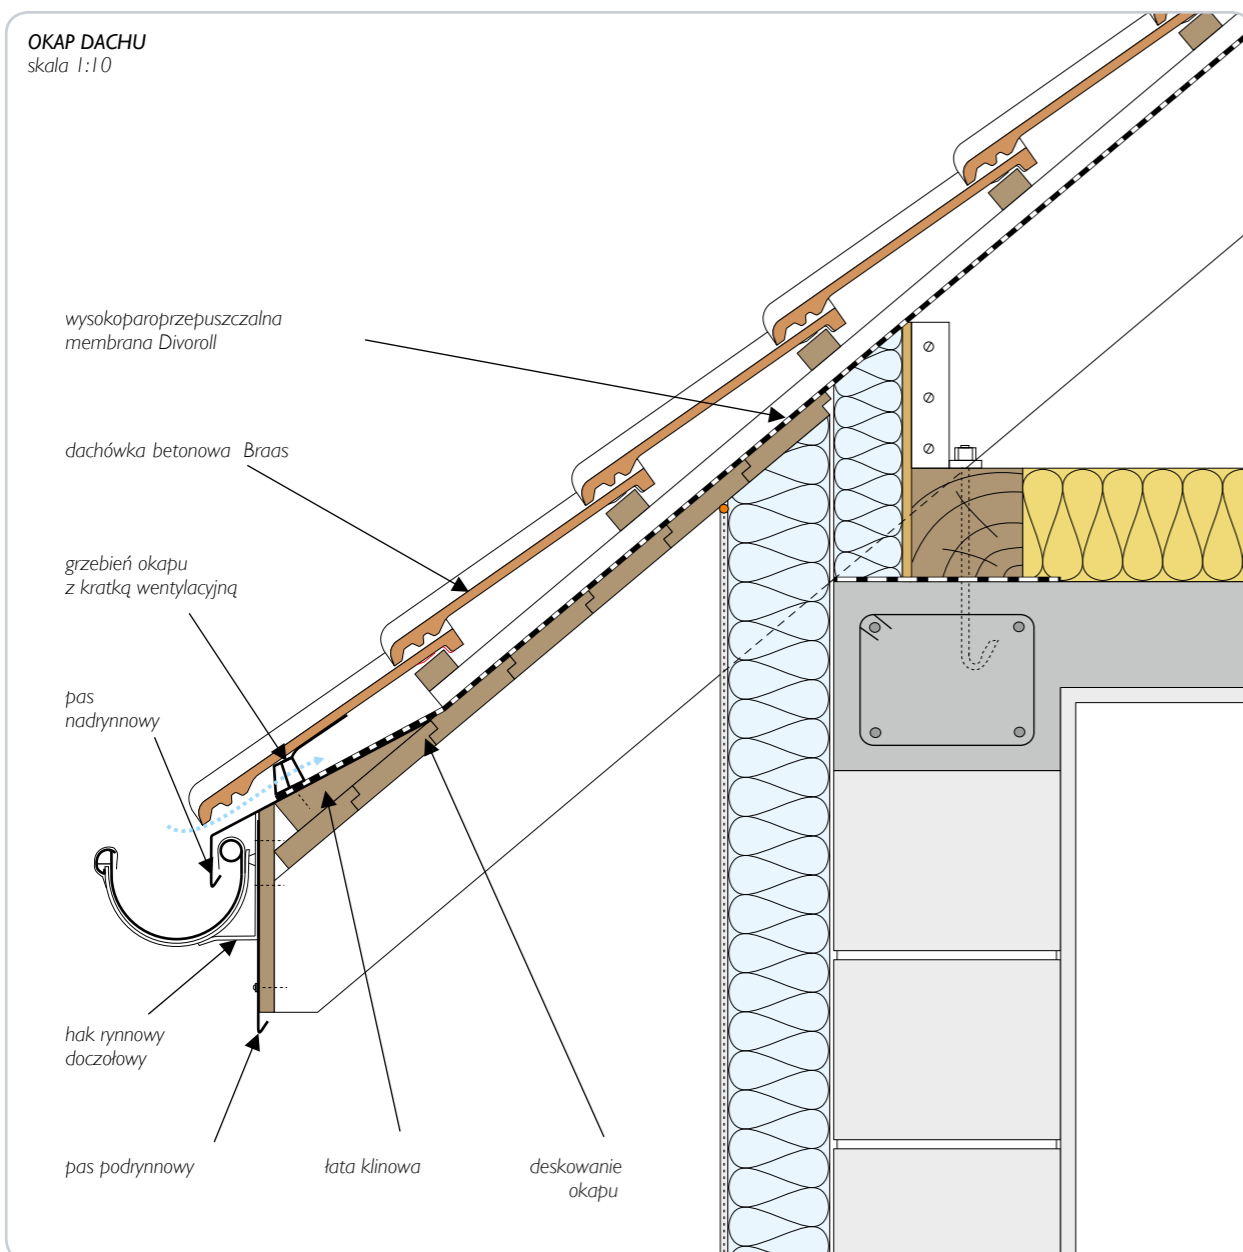 OKAP DACHU
skala 1:10
wysokoparoprzepuszczalna
membrana Divoroll
dachówka betonowa Braas
grzebień okapu
z kratką wentylacyjną
pas
nadrynnowy
hak rynnowy
doczołowy
pas podrynnowy
łata klinowa
deskowanie
okapu